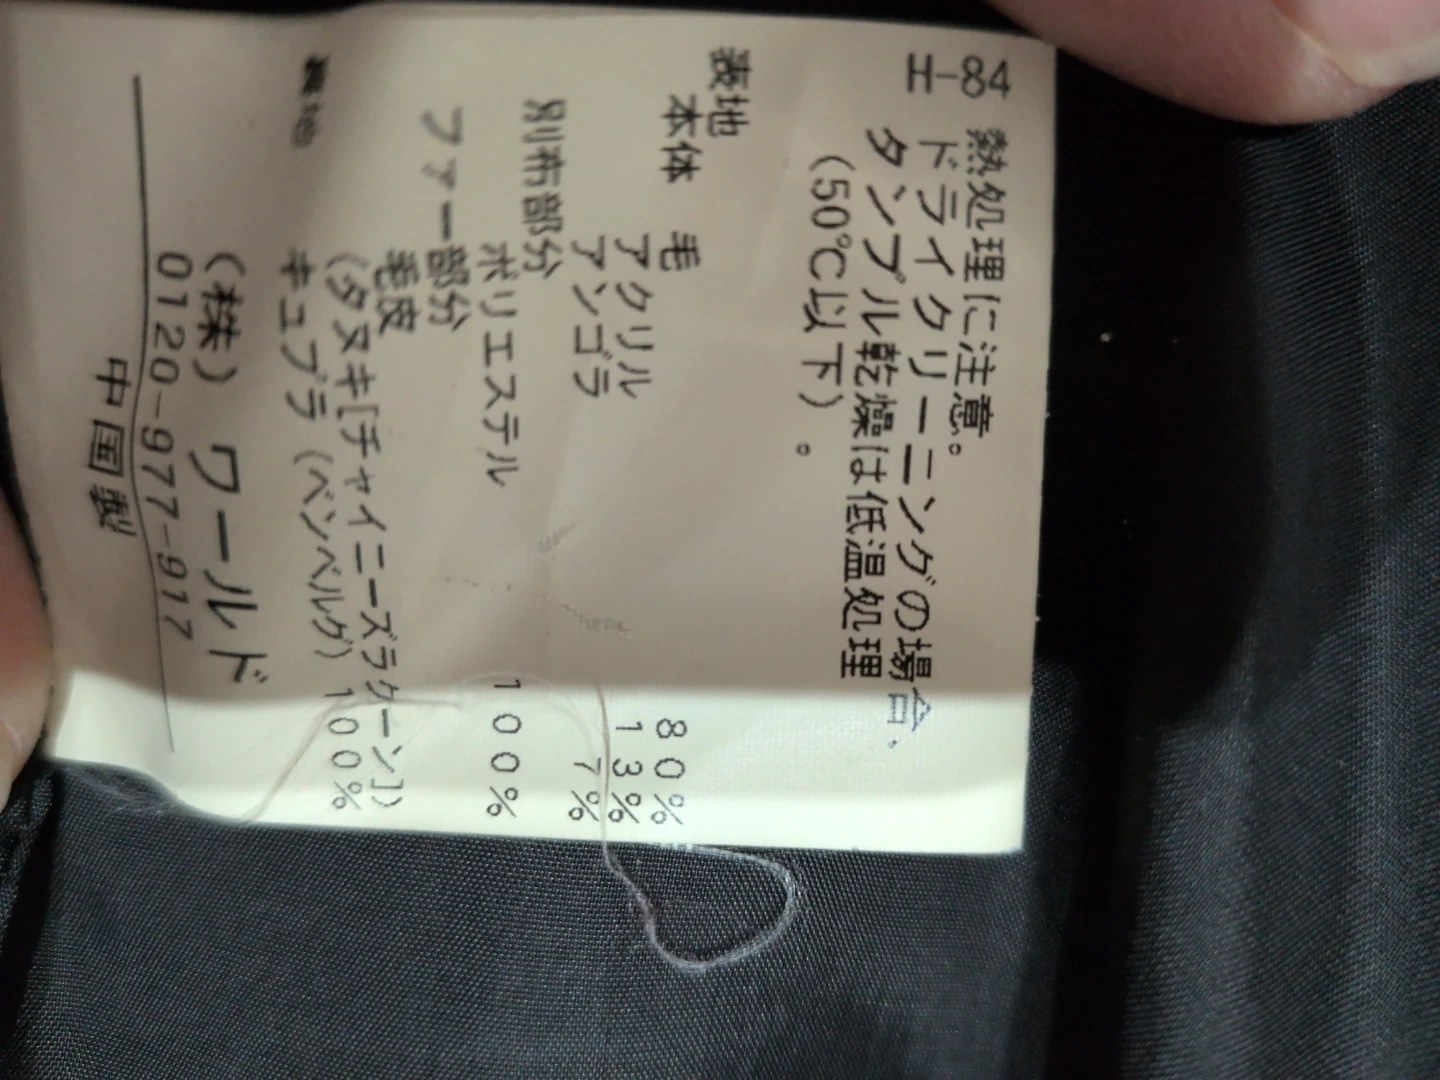 H-84
熱処理に注意。
ドライクリーニングの場合、
タンブル乾燥は低温処理
(50℃以下)。
表地
本体 毛 80%
アクリル 13%
アンゴラ 7%
別布部分
ポリエステル 100%
ファー部分
毛皮
(タヌキ[チャイニーズラクーン])
裏地 キュプラ (ベンベルグ) 100%
(株) ワールド
0120-977-917
中国製